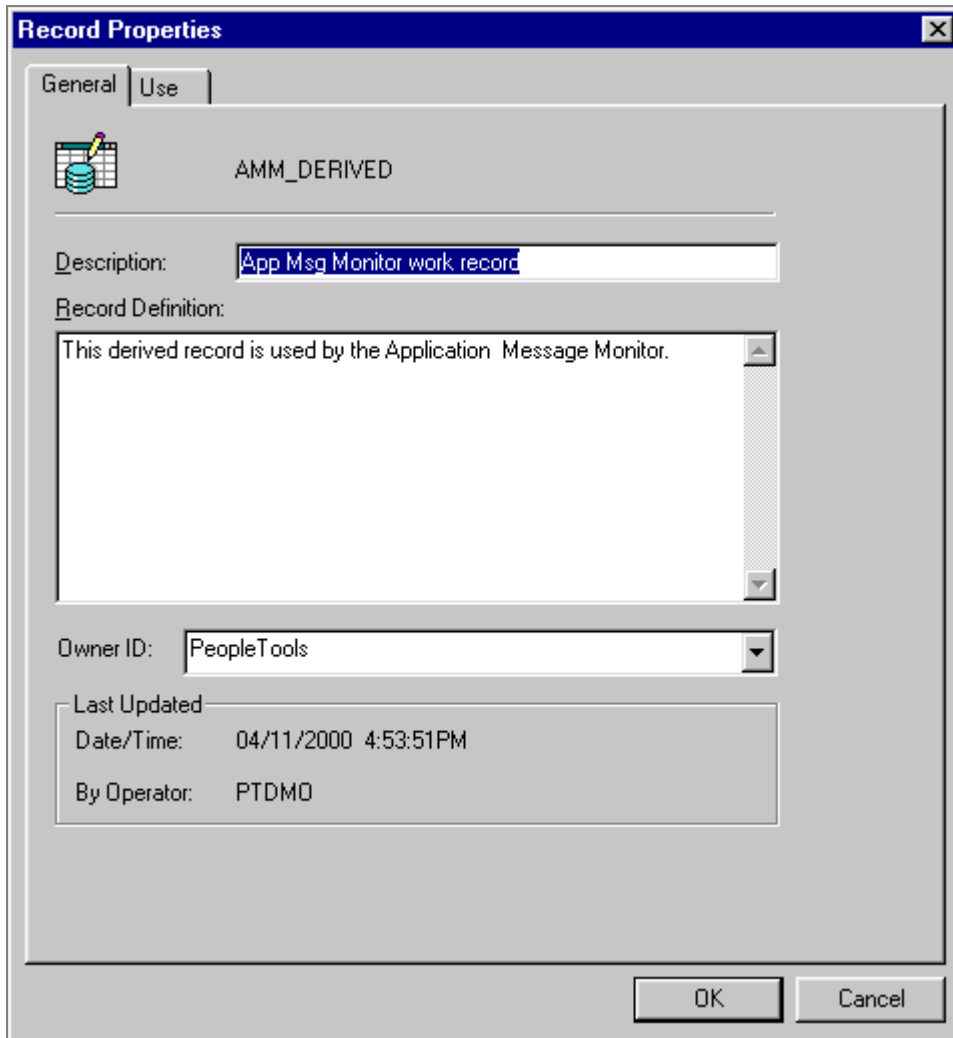 Record Properties
General
Use
AMM_DERIVED
Description:
App Msg Monitor work record
Record Definition:
This derived record is used by the Application  Message Monitor.
Owner ID:
PeopleTools
Last Updated
Date/Time:
04/11/2000  4:53:51PM
By Operator:
PTDMO
OK
Cancel